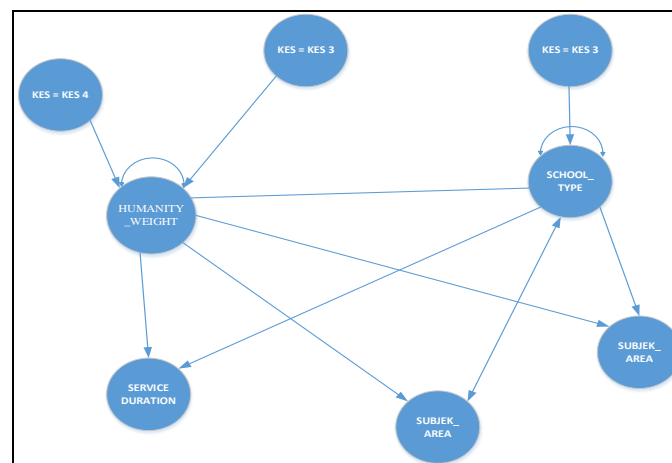 KES = KES 3
KES = KES 3
KES = KES 4
SCHOOL_
TYPE
HUMANITY
_WEIGHT
SUBJEK_
AREA
SERVICE
DURATION
SUBJEK_
AREA